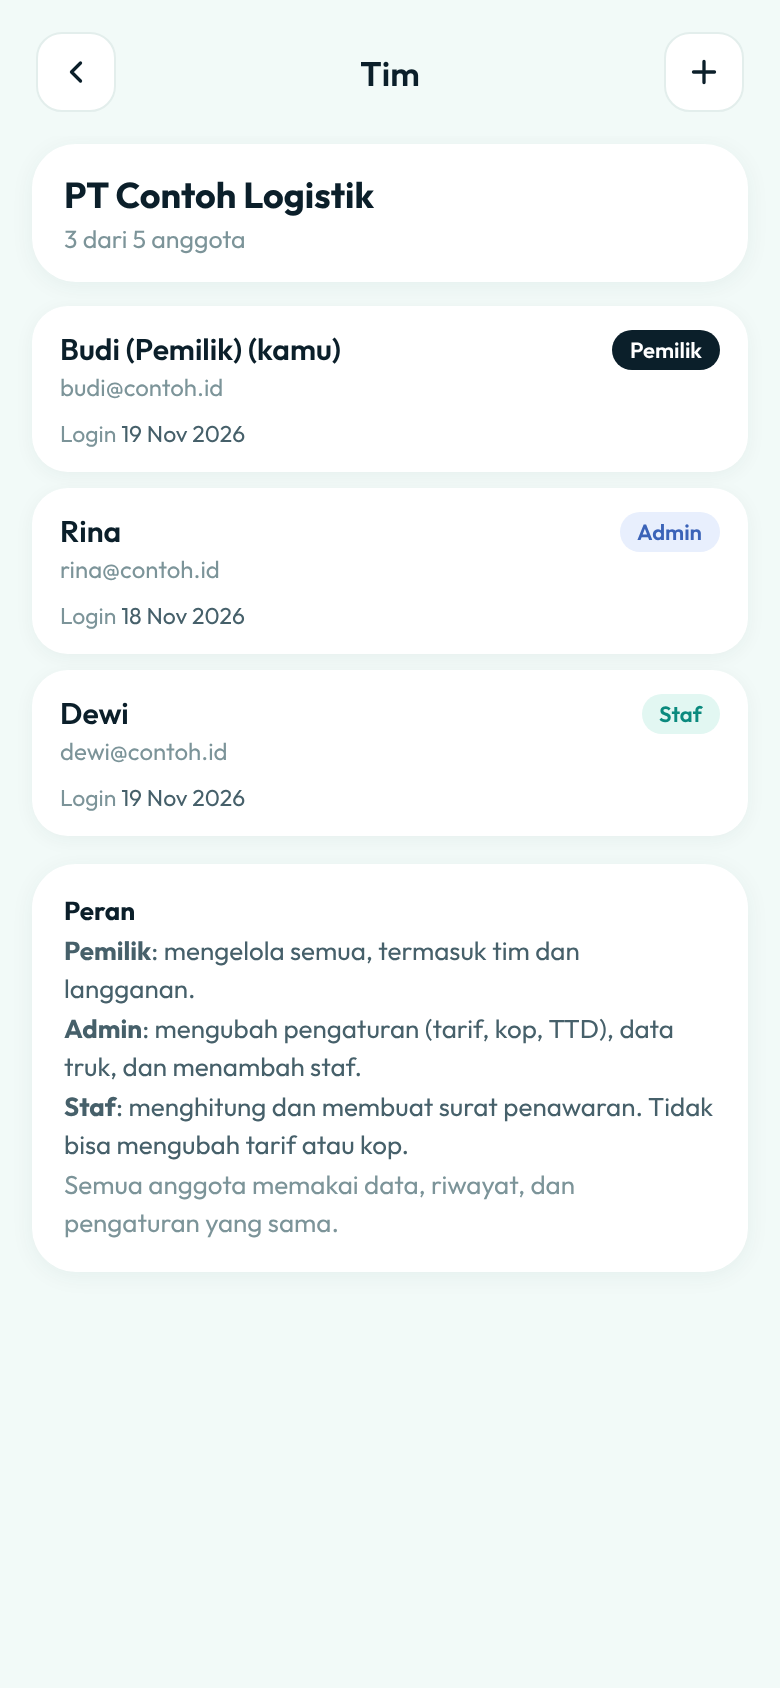 Tim
PT Contoh Logistik
3 dari 5 anggota
Budi (Pemilik) (kamu)
Pemilik
budi@contoh.id
Login 19 Nov 2026
Rina
Admin
rina@contoh.id
Login 18 Nov 2026
Dewi
Staf
dewi@contoh.id
Login 19 Nov 2026
Peran
Pemilik: mengelola semua, termasuk tim dan
langganan.
Admin: mengubah pengaturan (tarif, kop, TTD), data
truk, dan menambah staf.
Staf: menghitung dan membuat surat penawaran. Tidak
bisa mengubah tarif atau kop.
Semua anggota memakai data, riwayat, dan
pengaturan yang sama.